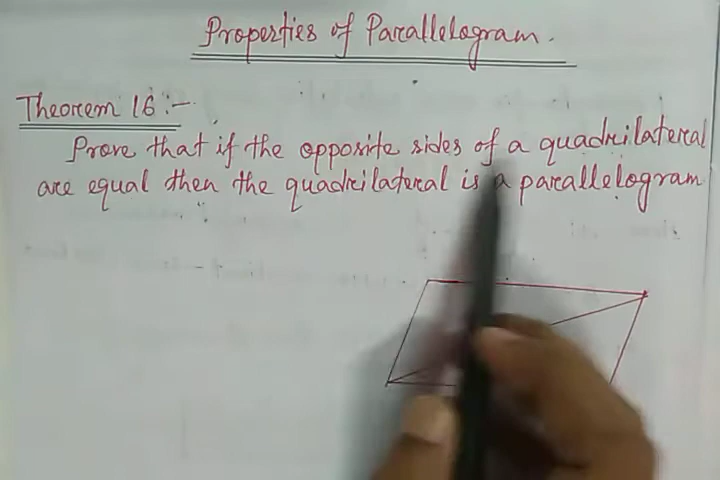 Properties of Parallelogram.
Theorem 16:-
Prove that if the opposite sides of a quadrilateral
are equal then the quadrilateral is a parallelogram